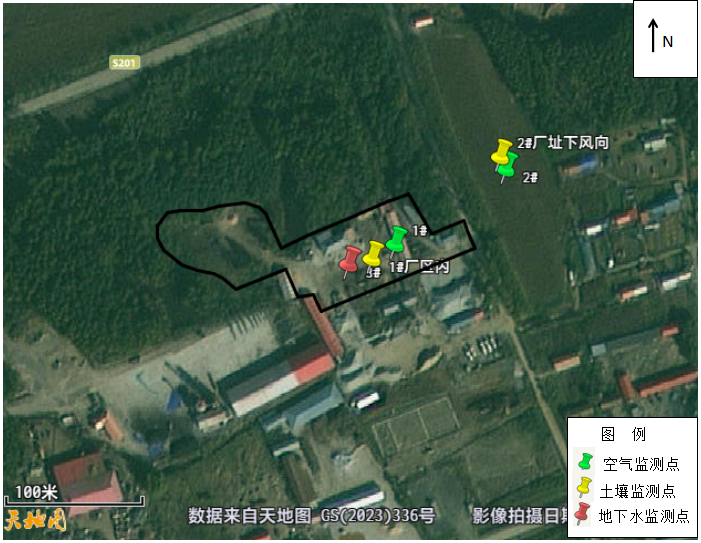 N
S201
2#厂址下风向
2#
1#
1#厂区内
图 例
空气监测点
土壤监测点
地下水监测点
100米
天地图
数据来自天地图 GS(2023)336号
影像拍摄日期